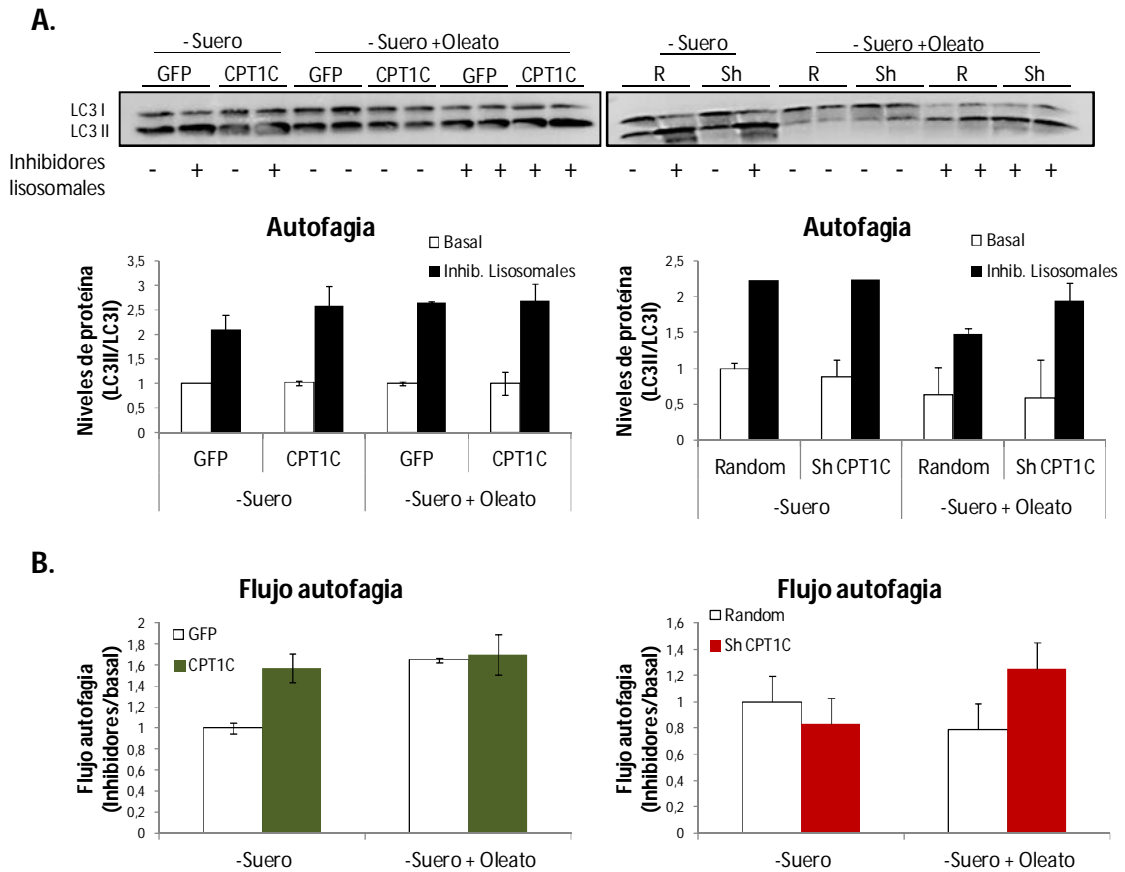 A.
- Suero
- Suero +Oleato
GFP CPT1C GFP CPT1C GFP CPT1C
LC3 I
LC3 II
Inhibidores
lisosomales
- + - + - - - - + + + +
- Suero
- Suero +Oleato
R Sh R Sh R Sh
- + - + - - - - + + + +
Autofagia
Basal
Inhib. Lisosomales
Niveles de proteína
(LC3II/LC3I)
3,5
3
2,5
2
1,5
1
0,5
0
GFP CPT1C GFP CPT1C
-Suero -Suero + Oleato
Autofagia
Basal
Inhib. Lisosomales
Niveles de proteína
(LC3II/LC3I)
2,5
2
1,5
1
0,5
0
Random Sh CPT1C Random Sh CPT1C
-Suero -Suero + Oleato
B.
Flujo autofagia
GFP
CPT1C
Flujo autofagia
(Inhibidores/basal)
2
1,8
1,6
1,4
1,2
1
0,8
0,6
0,4
0,2
0
-Suero -Suero + Oleato
Flujo autofagia
Random
Sh CPT1C
Flujo autofagia
(Inhibidores/basal)
1,6
1,4
1,2
1
0,8
0,6
0,4
0,2
0
-Suero -Suero + Oleato